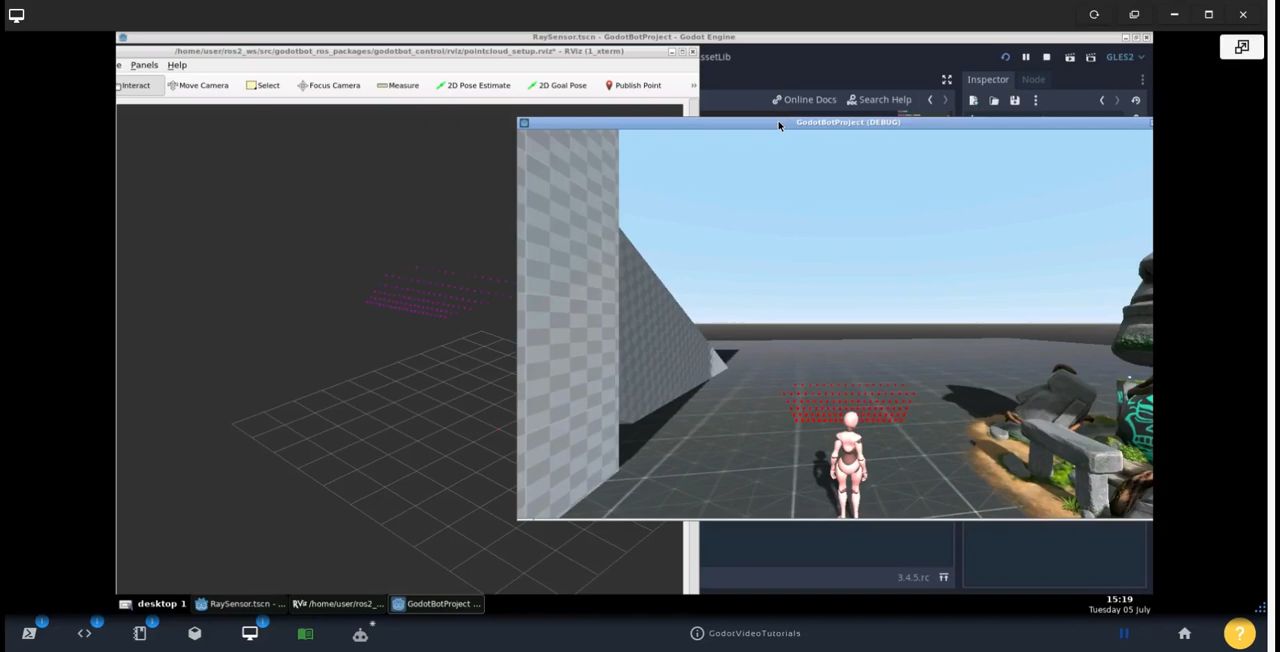 RaySensor.tscn - GodotBotProject - Godot Engine
/home/user/ros2_ws/src/godotbot_ros_packages/godotbot_control/rviz/pointcloud_setup.rviz* - RViz (1_xterm)
ssetLib
GLES2
e Panels Help
Inspector Node
Interact Move Camera Select Focus Camera Measure 2D Pose Estimate 2D Goal Pose Publish Point »
Online Docs Search Help
GodotBotProject (DEBUG)
3.4.5.rc
desktop 1 RaySensor.tscn - ... RViz /home/user/ros2_... GodotBotProject ...
15:19
Tuesday 05 July
GodotVideoTutorials
?